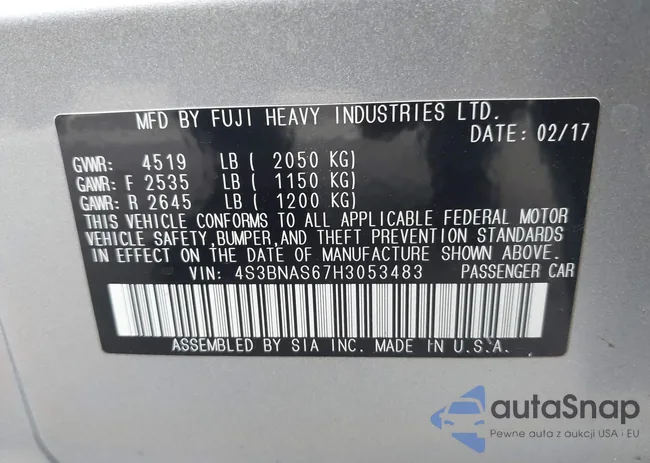 MFD BY FUJI HEAVY INDUSTRIES LTD.
DATE: 02/17
GVWR: 4519 LB ( 2050 KG)
GAWR: F 2535 LB ( 1150 KG)
GAWR: R 2645 LB ( 1200 KG)
THIS VEHICLE CONFORMS TO ALL APPLICABLE FEDERAL MOTOR
VEHICLE SAFETY,BUMPER,AND THEFT PREVENTION STANDARDS
IN EFFECT ON THE DATE OF MANUFACTURE SHOWN ABOVE.
VIN: 4S3BNAS67H3053483 PASSENGER CAR
ASSEMBLED BY SIA INC. MADE IN U.S.A.
autoSnap
Pewne auta z aukcji USA i EU